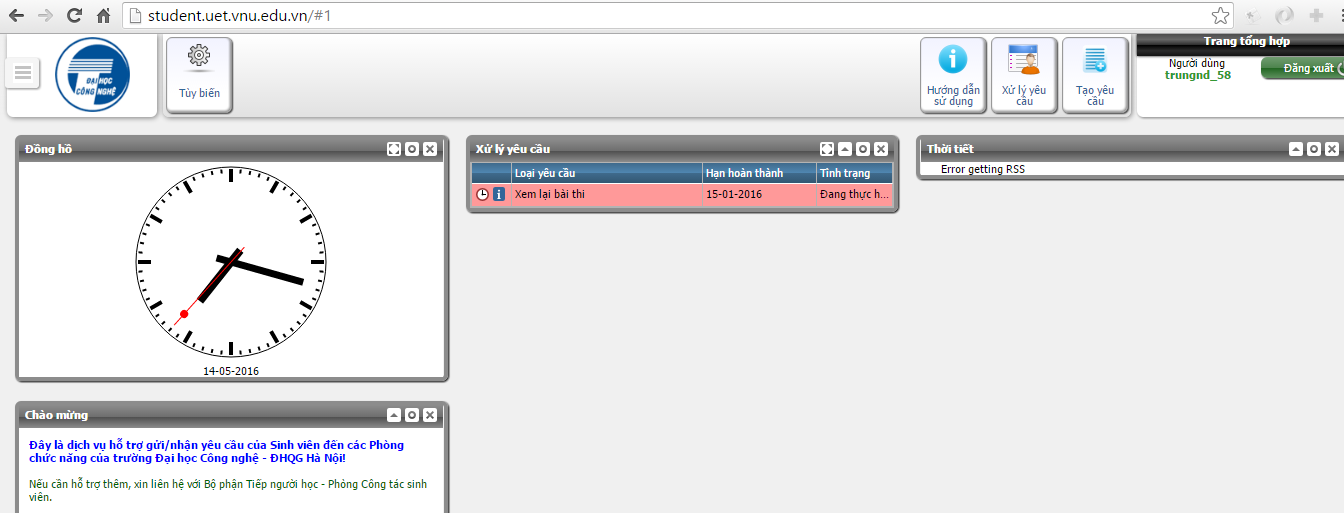 student.uet.vnu.edu.vn/#1
ĐẠI HỌC
CÔNG NGHỆ
Tùy biến
Hướng dẫn
sử dụng
Xử lý yêu
cầu
Tạo yêu
cầu
Trang tổng hợp
Người dùng
trungnd_58
Đăng xuất
Đồng hồ
14-05-2016
Xử lý yêu cầu
Loại yêu cầu Hạn hoàn thành Tình trạng
Xem lại bài thi 15-01-2016 Đang thực h...
Thời tiết
Error getting RSS
Chào mừng
Đây là dịch vụ hỗ trợ gửi/nhận yêu cầu của Sinh viên đến các Phòng
chức năng của trường Đại học Công nghệ - ĐHQG Hà Nội!
Nếu cần hỗ trợ thêm, xin liên hệ với Bộ phận Tiếp người học - Phòng Công tác sinh
viên.